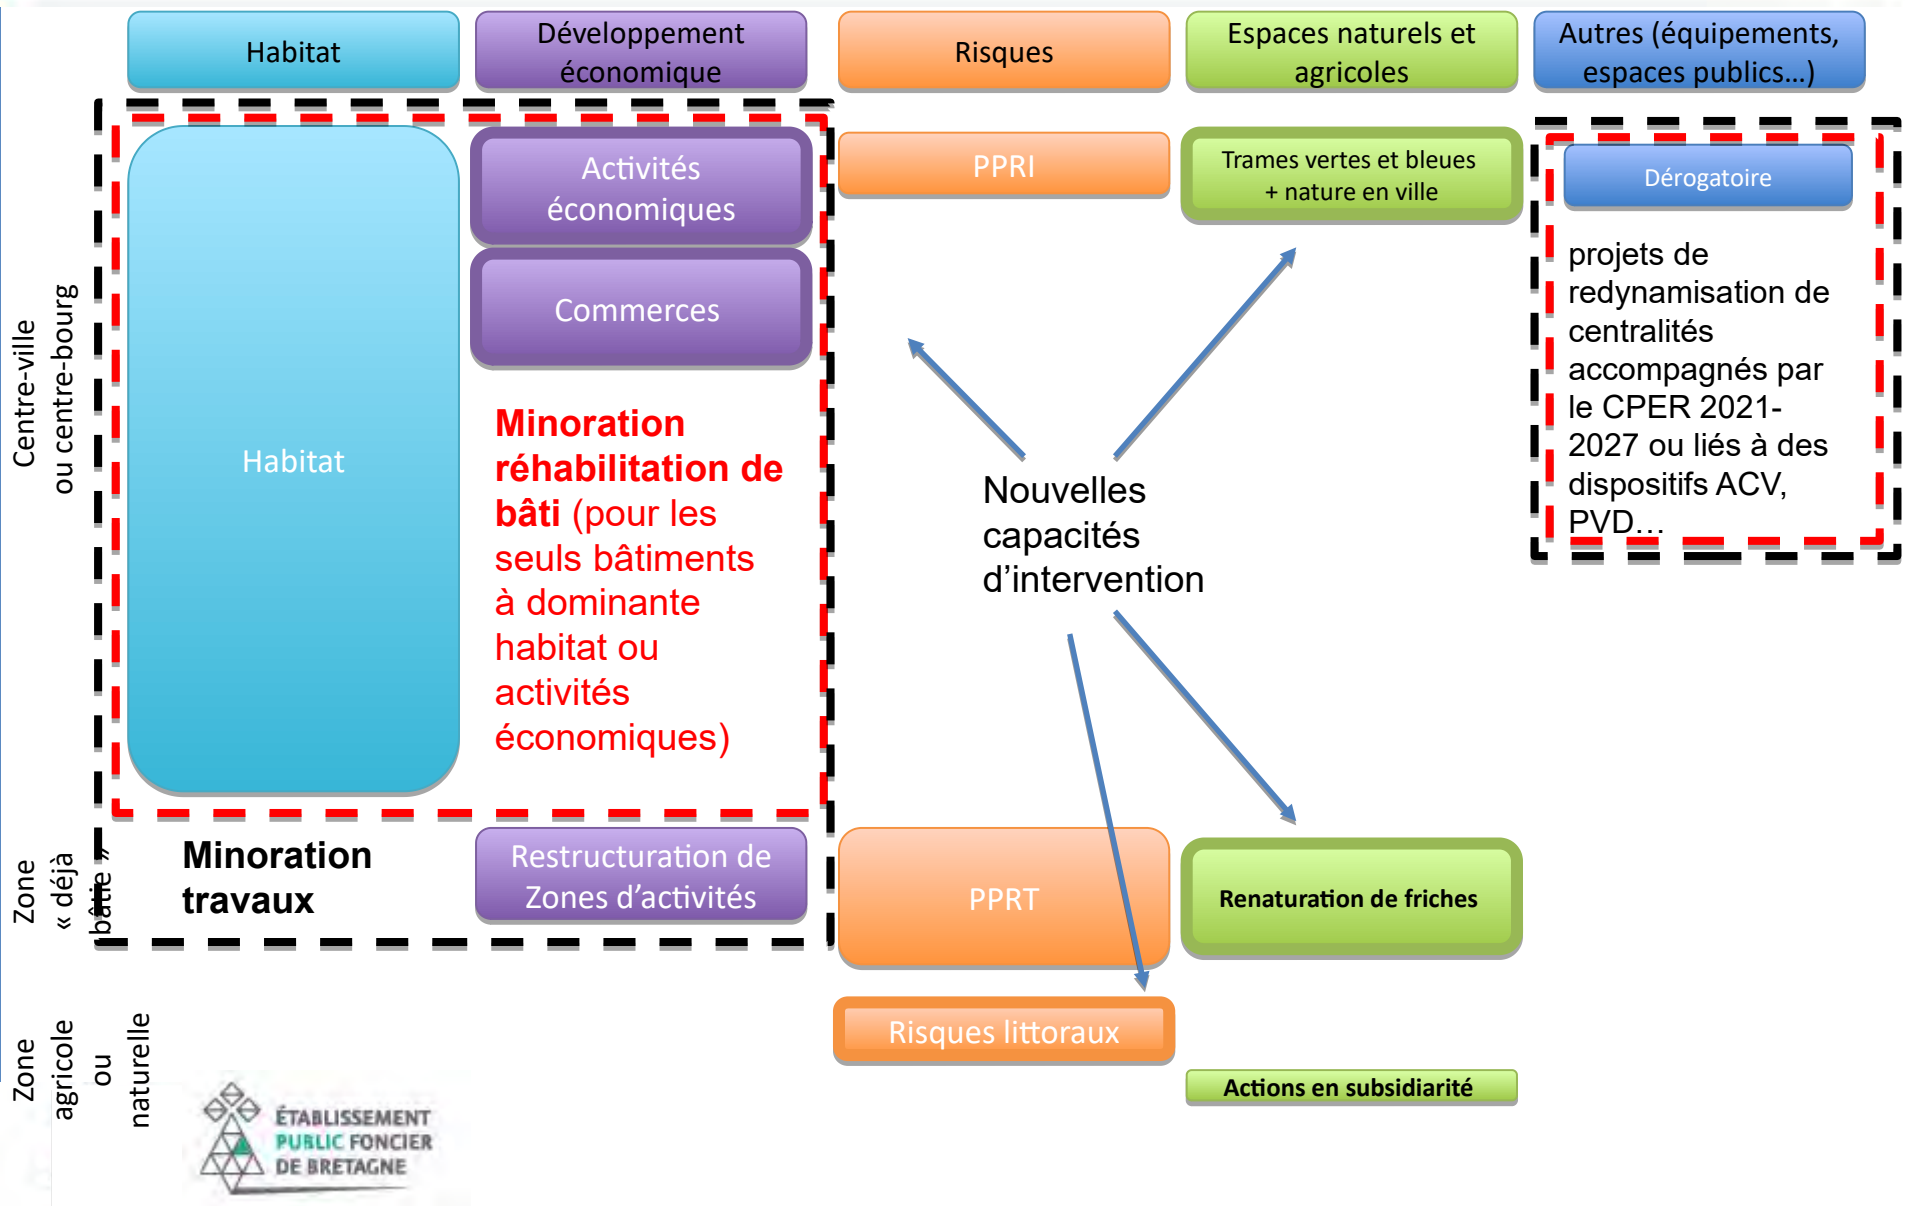 Habitat
Développement
économique
Risques
Espaces naturels et
agricoles
Autres (équipements,
espaces publics…)
Centre-ville
ou centre-bourg
Habitat
Activités
économiques
Commerces
Minoration
réhabilitation de
bâti (pour les
seuls bâtiments
à dominante
habitat ou
activités
économiques)
PPRI
Trames vertes et bleues
+ nature en ville
Dérogatoire
projets de
redynamisation de
centralités
accompagnés par
le CPER 2021-
2027 ou liés à des
dispositifs ACV,
PVD…
Nouvelles
capacités
d’intervention
Zone
« déjà
bâtie »
Minoration
travaux
Restructuration de
Zones d’activités
PPRT
Renaturation de friches
Zone
agricole
ou
naturelle
Risques littoraux
Actions en subsidiarité
ÉTABLISSEMENT
PUBLIC FONCIER
DE BRETAGNE